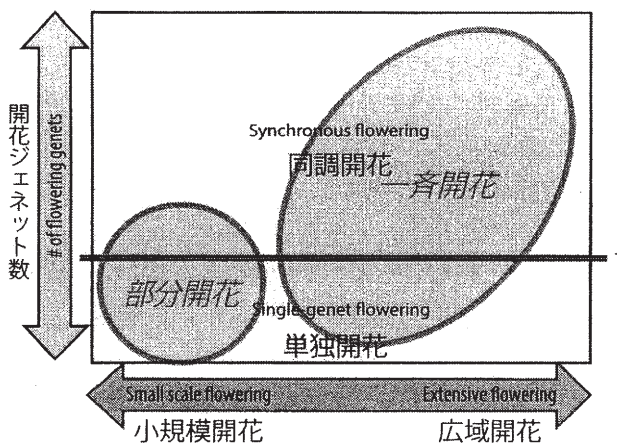 開花ジェネット数
# of flowering genets
Synchronous flowering
同調開花
一斉開花
部分開花
Single-genet flowering
単独開花
Small scale flowering
Extensive flowering
小規模開花
広域開花